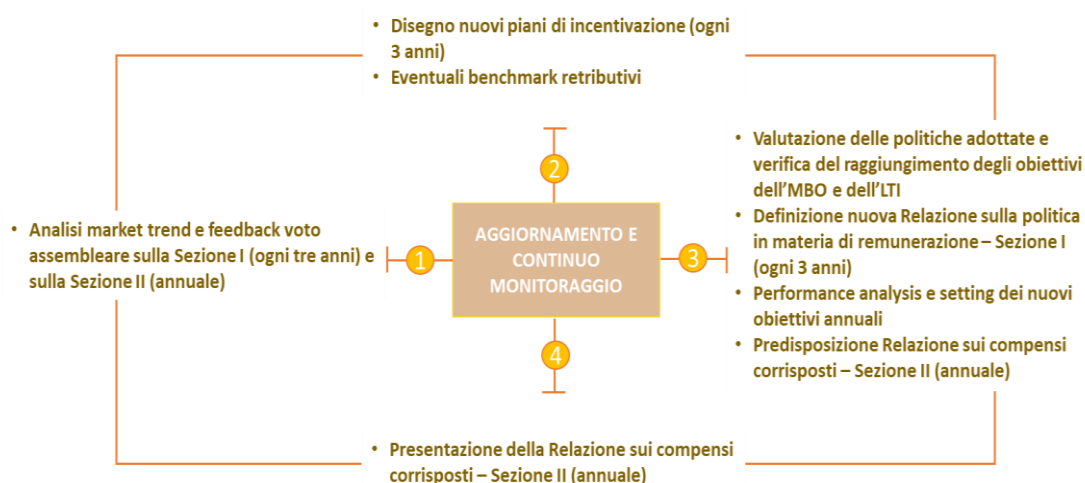 • Disegno nuovi piani di incentivazione (ogni
3 anni)
• Eventuali benchmark retributivi
2
• Analisi market trend e feedback voto
assembleare sulla Sezione I (ogni tre anni) e
sulla Sezione II (annuale)
1
AGGIORNAMENTO E
CONTINUO
MONITORAGGIO
3
• Valutazione delle politiche adottate e
verifica del raggiungimento degli obiettivi
dell’MBO e dell’LTI
• Definizione nuova Relazione sulla politica
in materia di remunerazione – Sezione I
(ogni 3 anni)
• Performance analysis e setting dei nuovi
obiettivi annuali
• Predisposizione Relazione sui compensi
corrisposti – Sezione II (annuale)
4
• Presentazione della Relazione sui compensi
corrisposti – Sezione II (annuale)